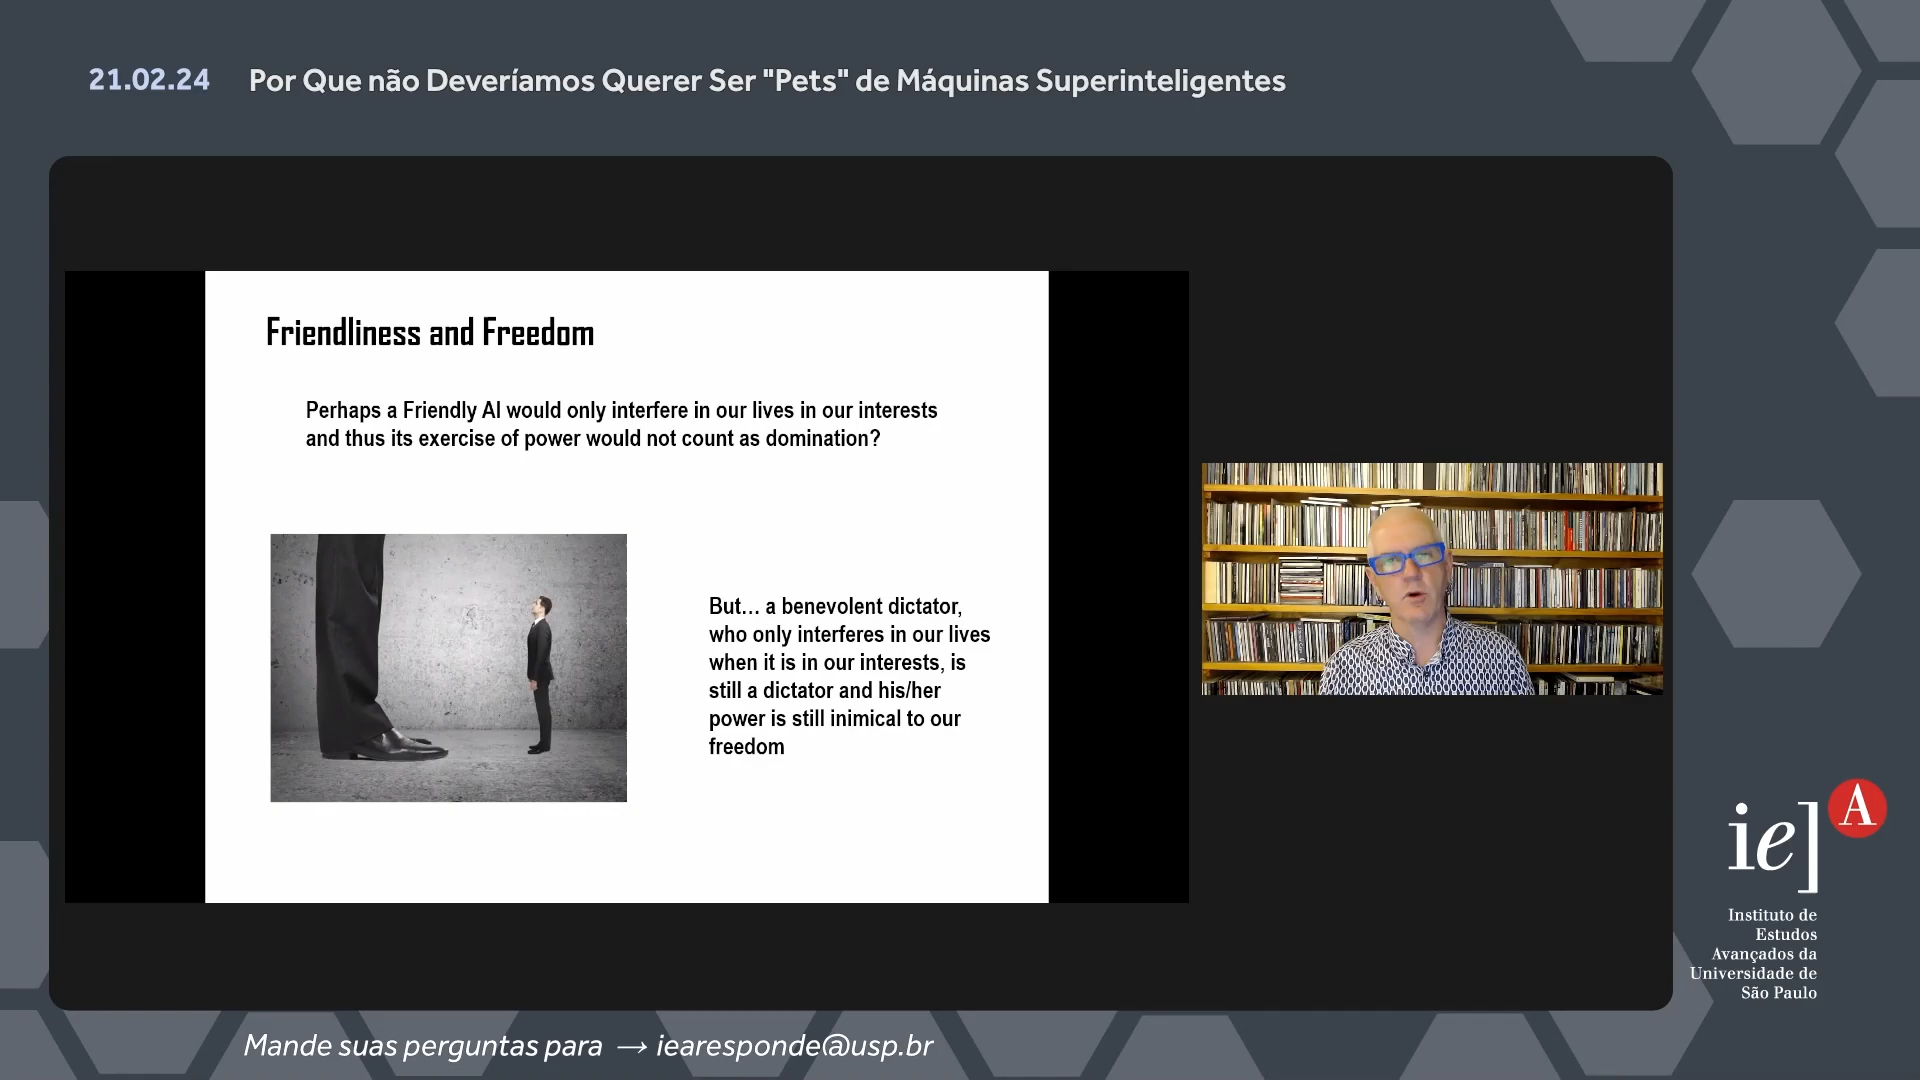 21.02.24 Por Que não Deveríamos Querer Ser "Pets" de Máquinas Superinteligentes
Friendliness and Freedom
Perhaps a Friendly AI would only interfere in our lives in our interests
and thus its exercise of power would not count as domination?
But... a benevolent dictator,
who only interferes in our lives
when it is in our interests, is
still a dictator and his/her
power is still inimical to our
freedom
ie] A
Instituto de
Estudos
Avançados da
Universidade de
São Paulo
Mande suas perguntas para → iearesponde@usp.br